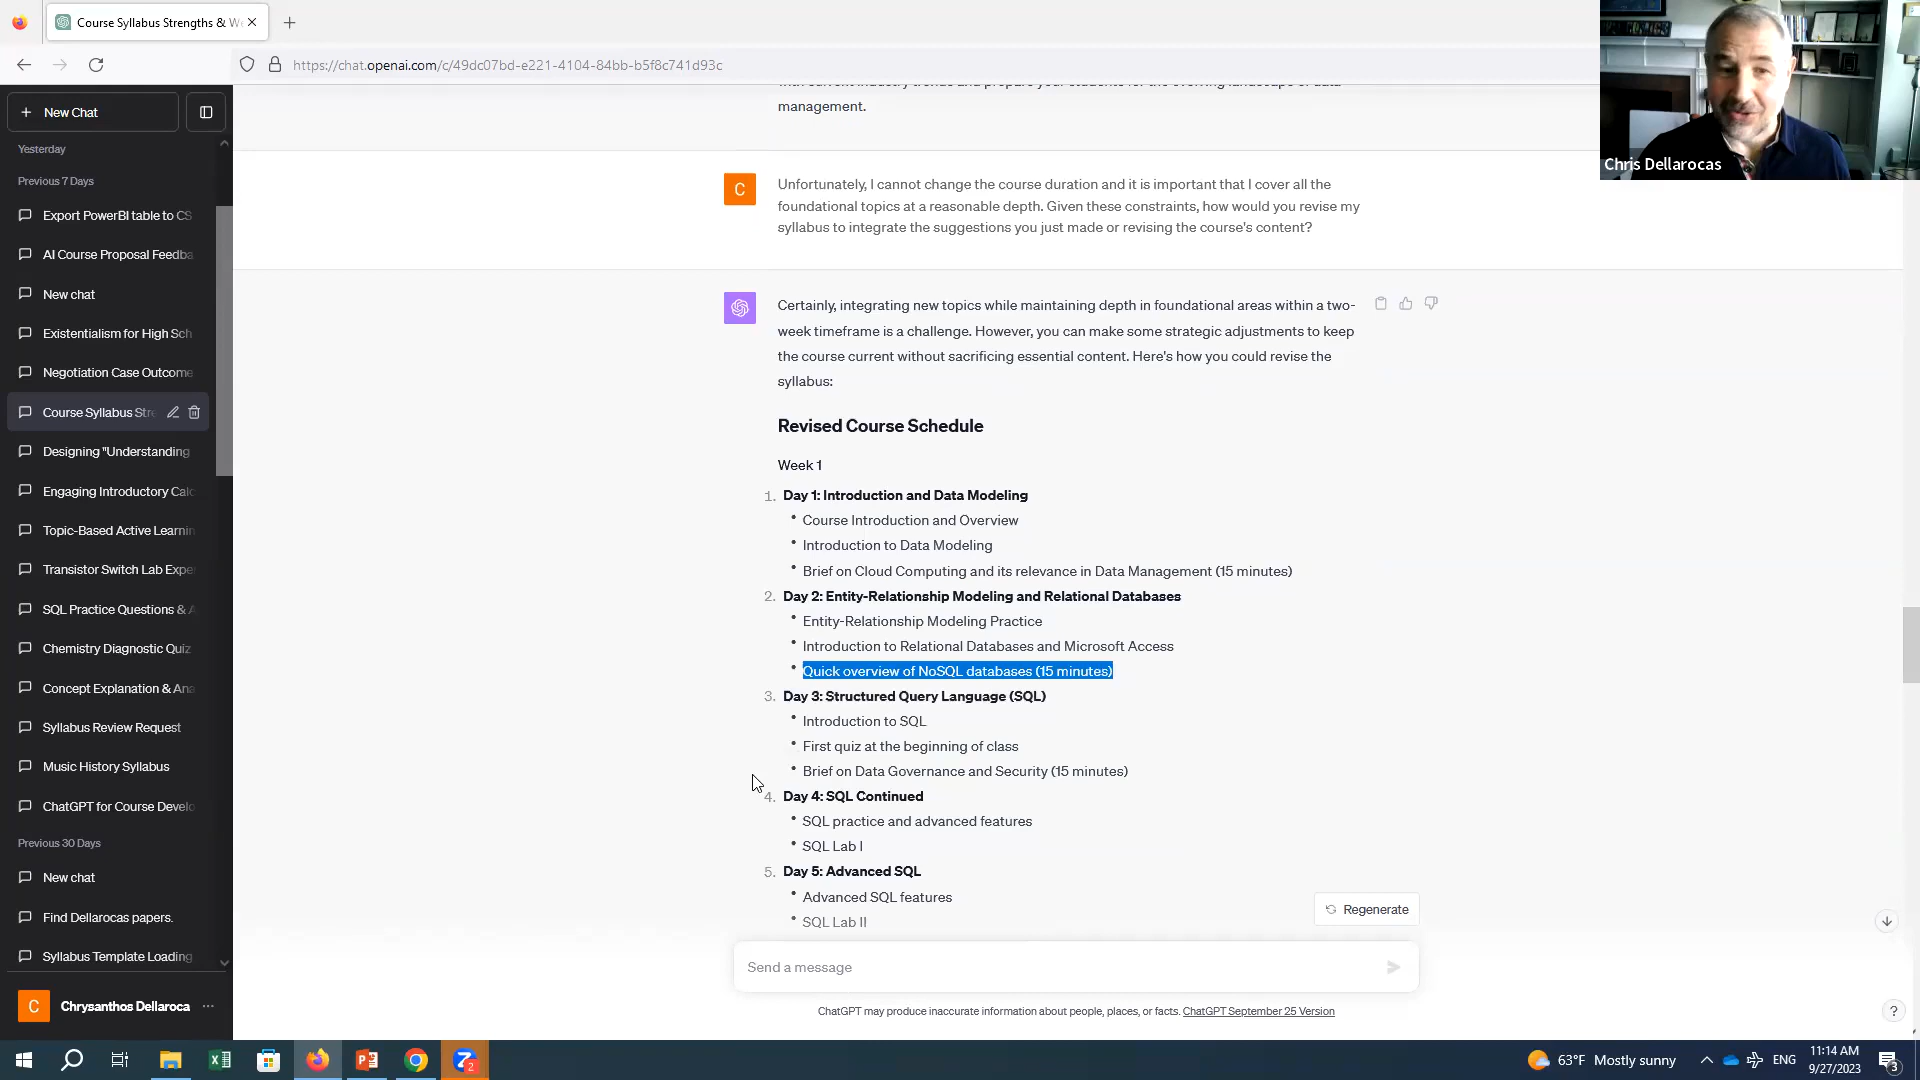 Course Syllabus Strengths & We
https://chat.openai.com/c/49dc07bd-e221-4104-84bb-b5f8c741d93c
New Chat
Yesterday
Previous 7 Days
Export PowerBI table to CS
AI Course Proposal Feedba
New chat
Existentialism for High Sch
Negotiation Case Outcome
Course Syllabus Stre
Designing "Understanding
Engaging Introductory Calc
Topic-Based Active Learnin
Transistor Switch Lab Expe
SQL Practice Questions & A
Chemistry Diagnostic Quiz
Concept Explanation & Ana
Syllabus Review Request
Music History Syllabus
ChatGPT for Course Develo
Previous 30 Days
New chat
Find Dellarocas papers.
Syllabus Template Loading
C
Chrysanthos Dellaroca
management.
C
Unfortunately, I cannot change the course duration and it is important that I cover all the
foundational topics at a reasonable depth. Given these constraints, how would you revise my
syllabus to integrate the suggestions you just made or revising the course's content?
Certainly, integrating new topics while maintaining depth in foundational areas within a two-
week timeframe is a challenge. However, you can make some strategic adjustments to keep
the course current without sacrificing essential content. Here's how you could revise the
syllabus:
Revised Course Schedule
Week 1
1. Day 1: Introduction and Data Modeling
• Course Introduction and Overview
• Introduction to Data Modeling
• Brief on Cloud Computing and its relevance in Data Management (15 minutes)
2. Day 2: Entity-Relationship Modeling and Relational Databases
• Entity-Relationship Modeling Practice
• Introduction to Relational Databases and Microsoft Access
• Quick overview of NoSQL databases (15 minutes)
3. Day 3: Structured Query Language (SQL)
• Introduction to SQL
• First quiz at the beginning of class
• Brief on Data Governance and Security (15 minutes)
4. Day 4: SQL Continued
• SQL practice and advanced features
• SQL Lab I
5. Day 5: Advanced SQL
• Advanced SQL features
• SQL Lab II
Regenerate
Send a message
ChatGPT may produce inaccurate information about people, places, or facts. ChatGPT September 25 Version
?
Chris Dellarocas
2
63°F Mostly sunny
ENG
11:14 AM
9/27/2023
3